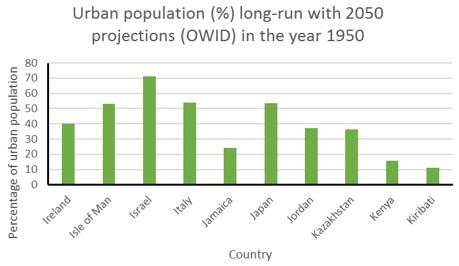 Urban population (%) long-run with 2050
projections (OWID) in the year 1950
Percentage of urban population
80
70
60
50
40
30
20
10
0
Ireland
Isle of Man
Israel
Italy
Jamaica
Japan
Jordan
Kazakhstan
Kenya
Kiribati
Country